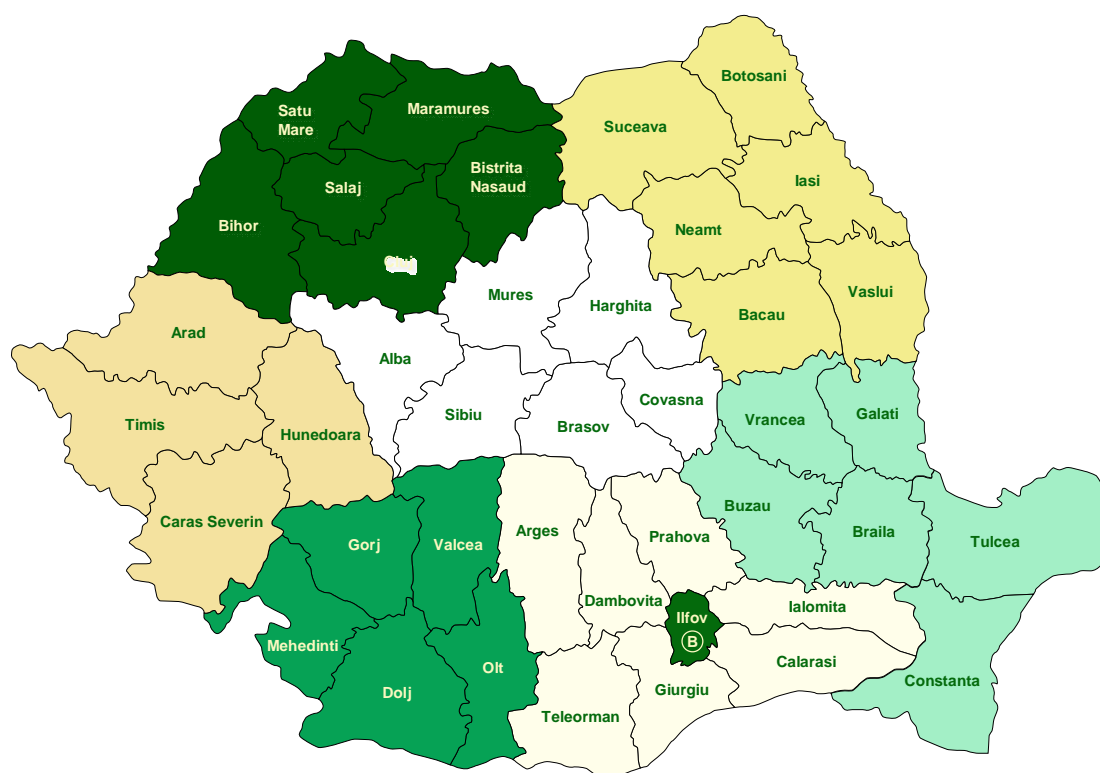 Botosani
Satu
Mare
Maramures
Suceava
Bistrita
Nasaud
Salaj
Iasi
Bihor
Neamt
Mures
Harghita
Vaslui
Bacau
Arad
Alba
Covasna
Sibiu
Brasov
Vrancea
Galati
Timis
Hunedoara
Caras Severin
Buzau
Gorj
Valcea
Arges
Prahova
Braila
Tulcea
Dambovita
Ialomita
Ilfov
B
Mehedinti
Olt
Calarasi
Dolj
Giurgiu
Constanta
Teleorman